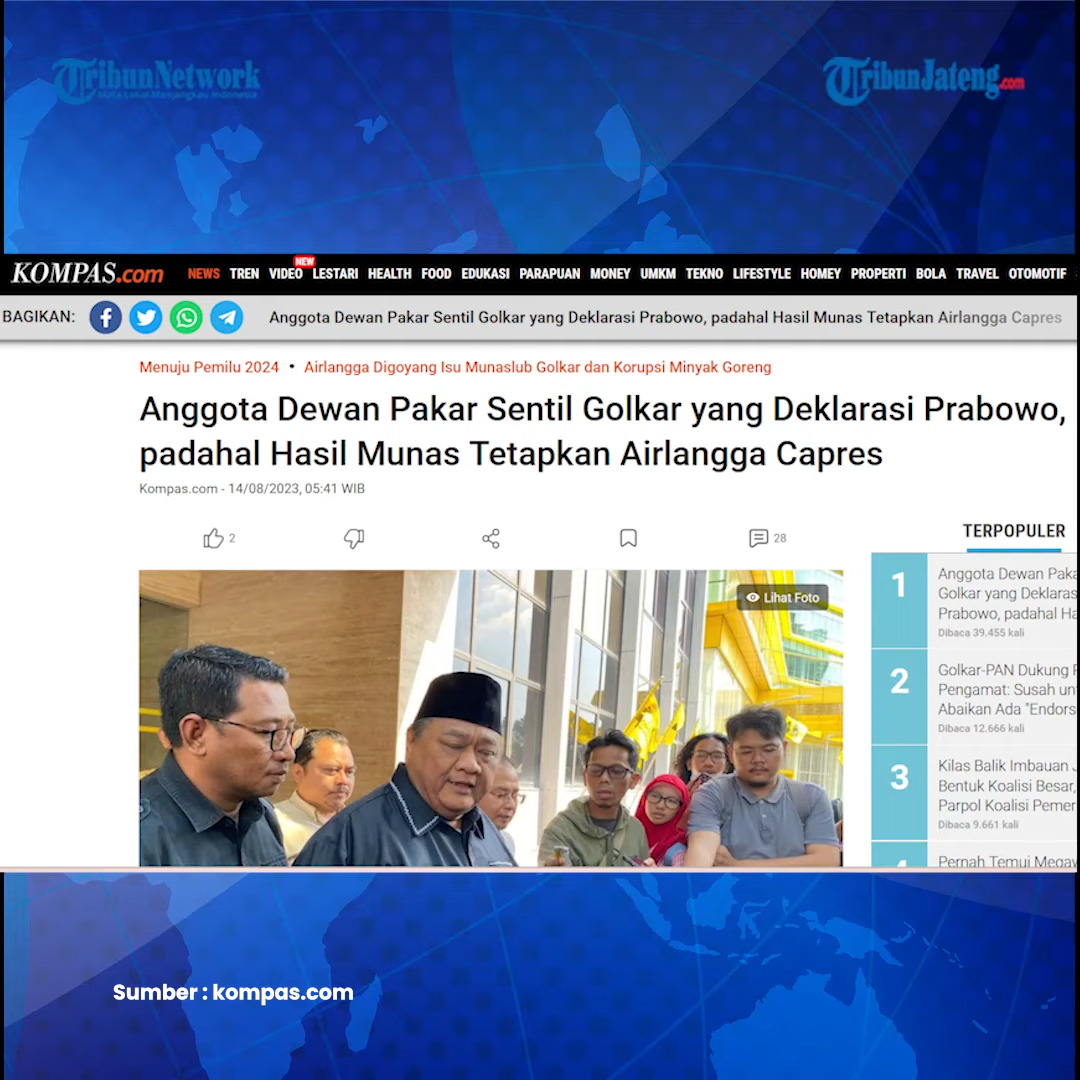 TribunNetwork
Mata Lokal Menjangkau Indonesia
TribunJateng.com
KOMPAS.com NEWS TREN VIDEO NEW LESTARI HEALTH FOOD EDUKASI PARAPUAN MONEY UMKM TEKNO LIFESTYLE HOMEY PROPERTI BOLA TRAVEL OTOMOTIF
BAGIKAN: Anggota Dewan Pakar Sentil Golkar yang Deklarasi Prabowo, padahal Hasil Munas Tetapkan Airlangga Capres
Menuju Pemilu 2024 • Airlangga Digoyang Isu Munaslub Golkar dan Korupsi Minyak Goreng
Anggota Dewan Pakar Sentil Golkar yang Deklarasi Prabowo,
padahal Hasil Munas Tetapkan Airlangga Capres
Kompas.com - 14/08/2023, 05:41 WIB
2
28
Lihat Foto
TERPOPULER
1
Anggota Dewan Paka
Golkar yang Deklaras
Prabowo, padahal Ha
Dibaca 39.455 kali
2
Golkar-PAN Dukung
Pengamat: Susah un
Abaikan Ada "Endors
Dibaca 12.666 kali
3
Kilas Balik Imbauan
Bentuk Koalisi Besar,
Parpol Koalisi Pemer
Dibaca 9.661 kali
4
Pernah Temui Megaw
Sumber : kompas.com